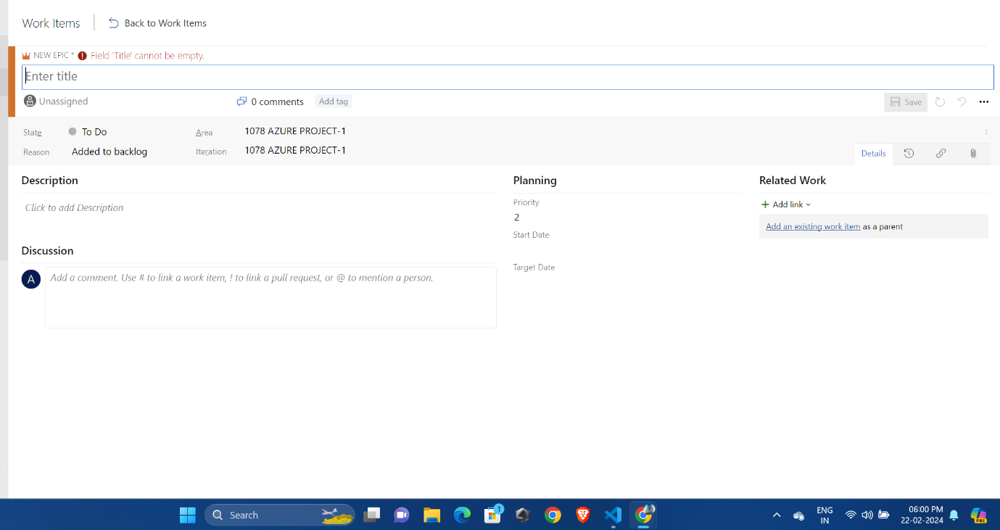 Work Items
Back to Work Items
NEW EPIC * Field 'Title' cannot be empty.
Enter title
Unassigned
0 comments
Add tag
Save
State
To Do
Area
1078 AZURE PROJECT-1
Reason
Added to backlog
Iteration
1078 AZURE PROJECT-1
Details
Description
Click to add Description
Discussion
A
Add a comment. Use # to link a work item, ! to link a pull request, or @ to mention a person.
Planning
Priority
2
Start Date
Target Date
Related Work
Add link
Add an existing work item as a parent
Search
1
ENG
IN
06:00 PM
22-02-2024
PRE